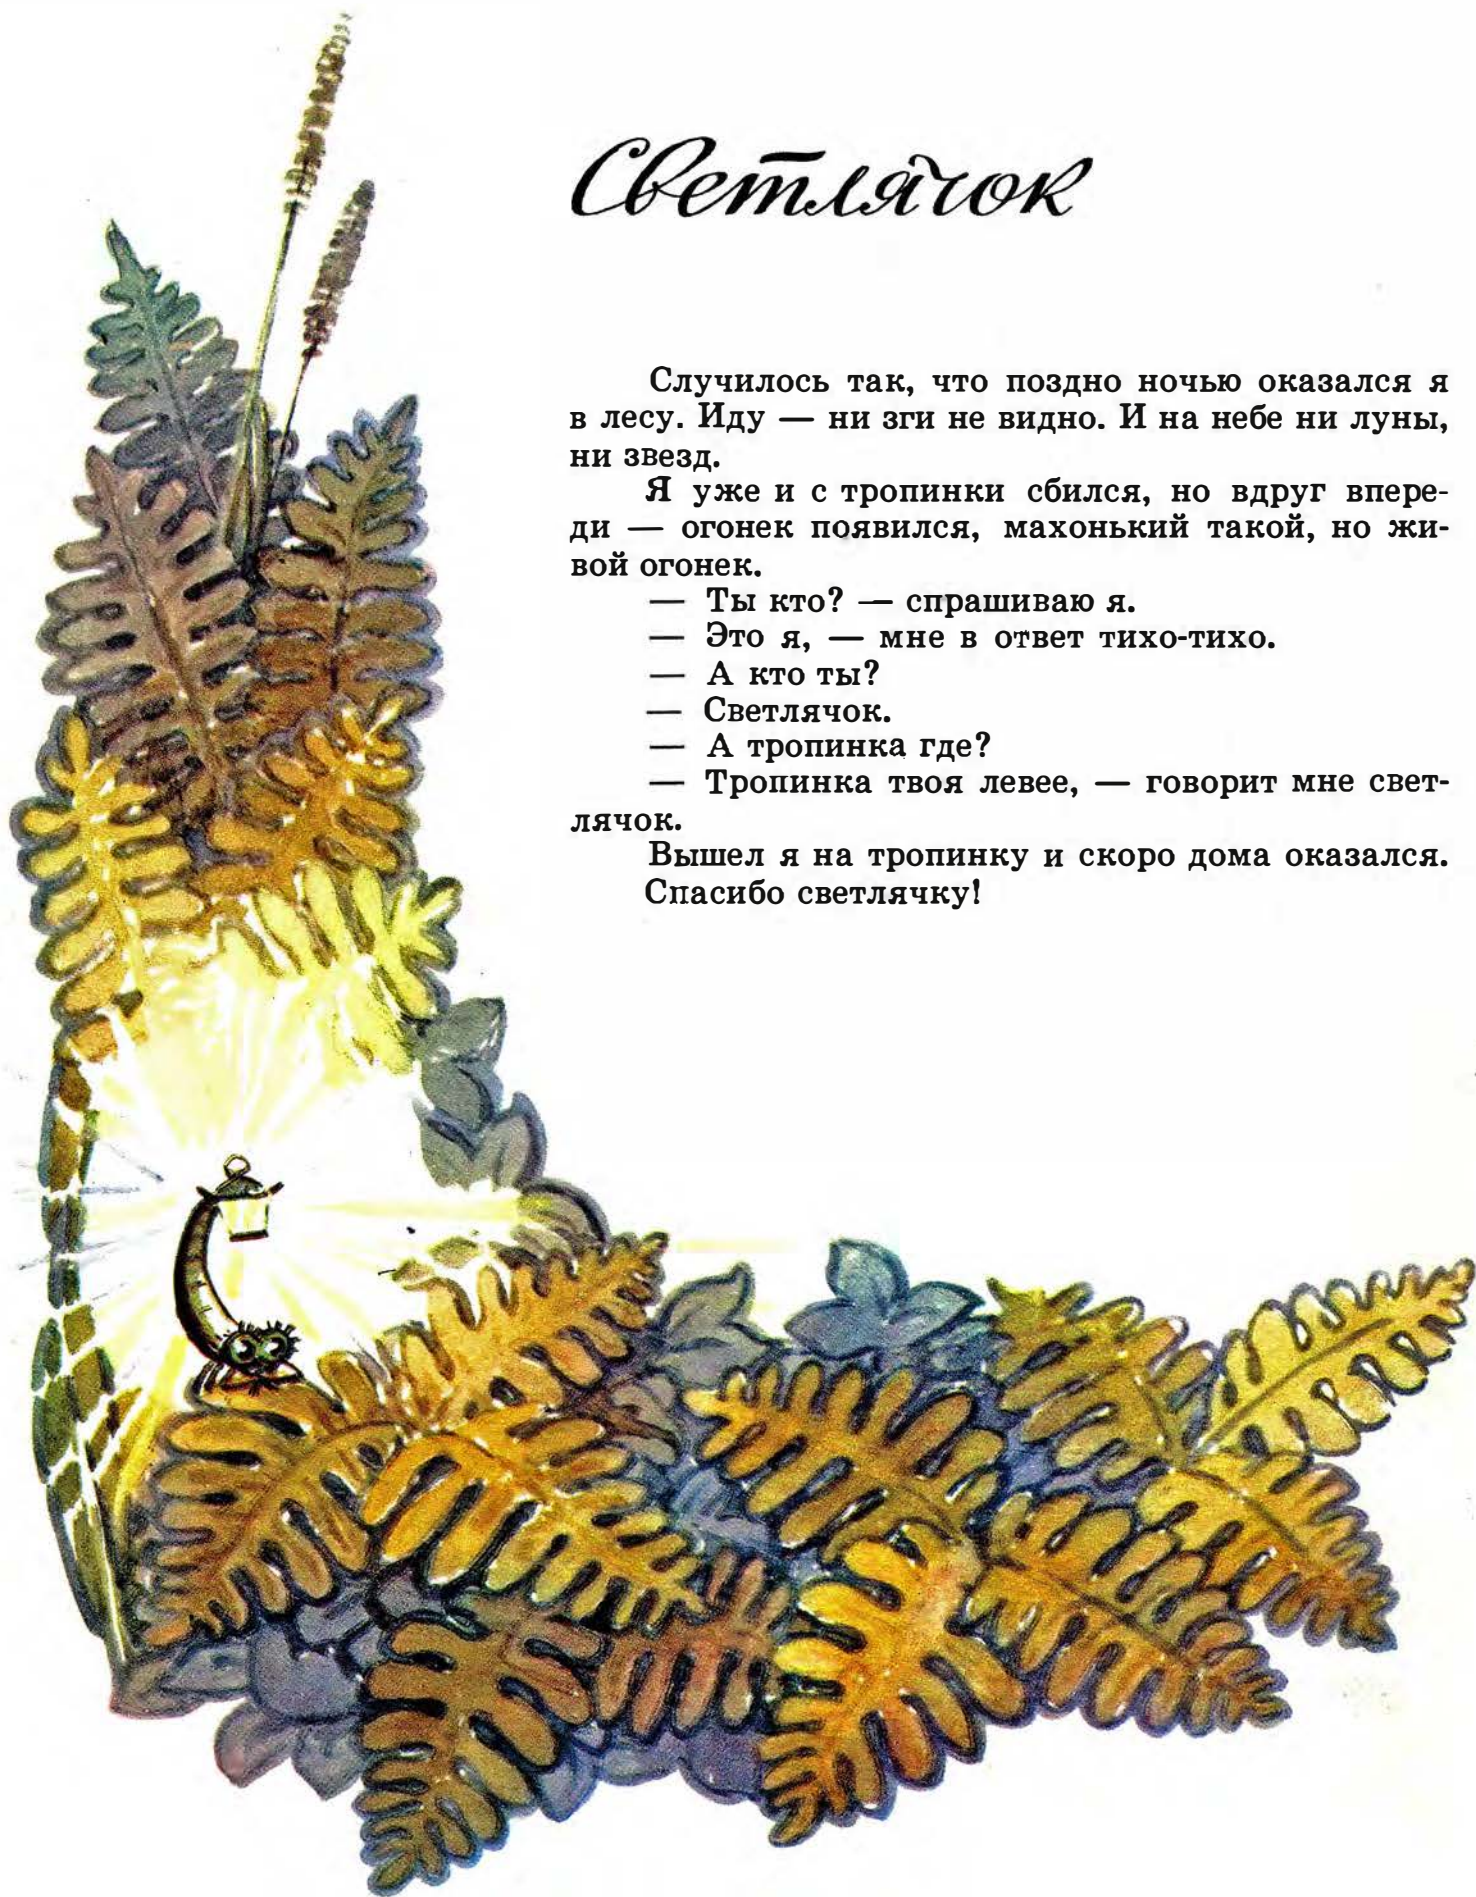 Светлячок
Случилось так, что поздно ночью оказался я
в лесу. Иду — ни зги не видно. И на небе ни луны,
ни звезд.
Я уже и с тропинки сбился, но вдруг впере-
ди — огонек появился, махонький такой, но жи-
вой огонек.
— Ты кто? — спрашиваю я.
— Это я, — мне в ответ тихо-тихо.
— А кто ты?
— Светлячок.
— А тропинка где?
— Тропинка твоя левее, — говорит мне свет-
лячок.
Вышел я на тропинку и скоро дома оказался.
Спасибо светлячку!